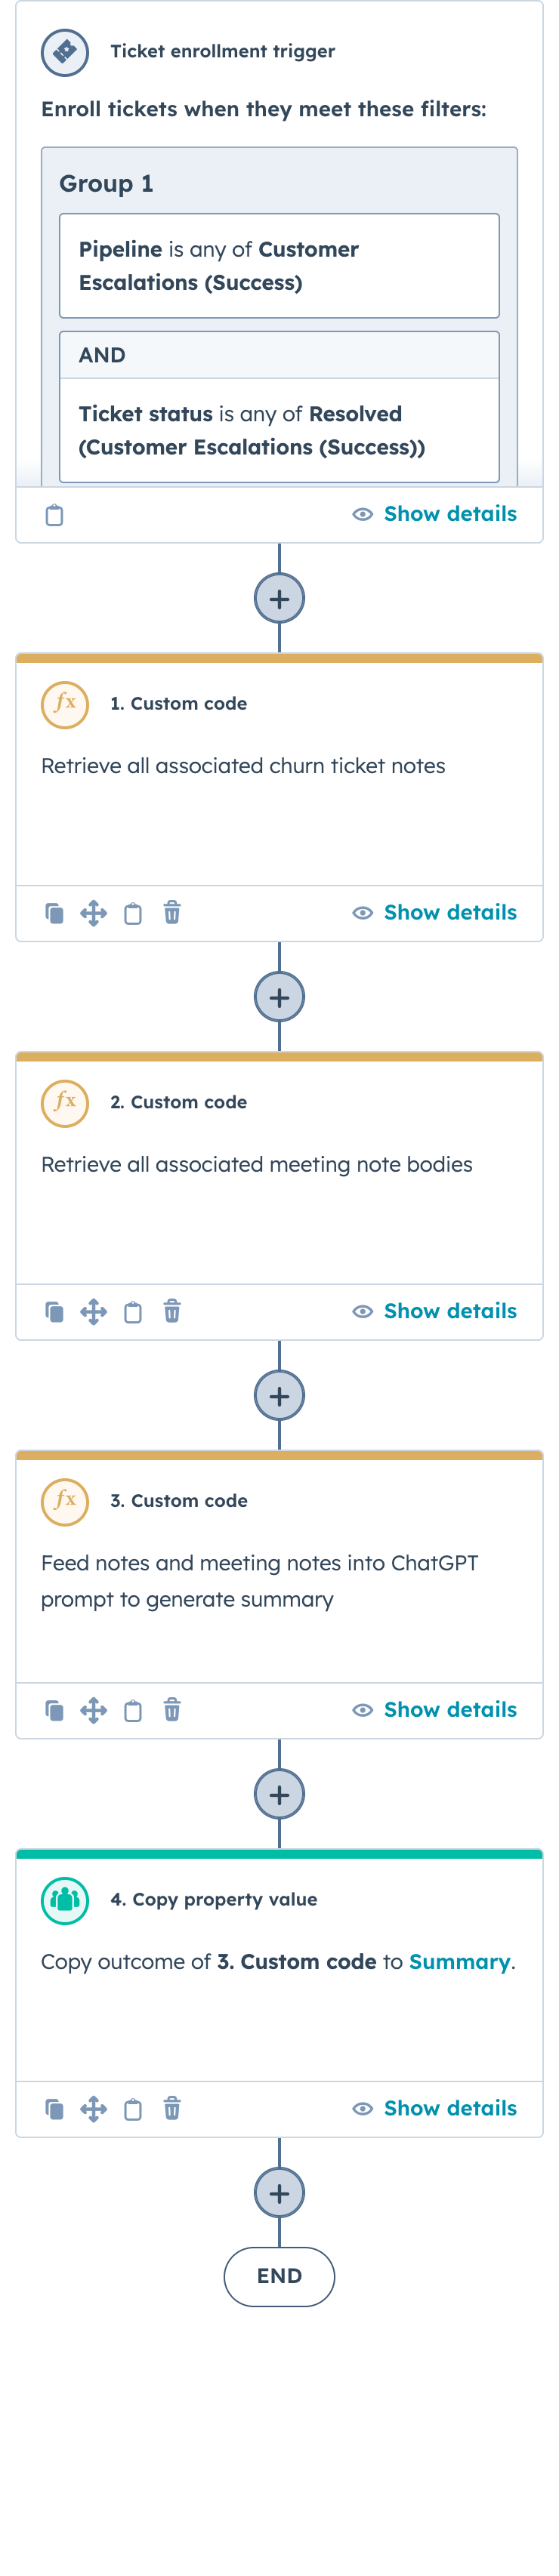 Ticket enrollment trigger
Enroll tickets when they meet these filters:
Group 1
Pipeline is any of Customer
Escalations (Success)
AND
Ticket status is any of Resolved
(Customer Escalations (Success))
Show details
+
fx
1. Custom code
Retrieve all associated churn ticket notes
Show details
+
fx
2. Custom code
Retrieve all associated meeting note bodies
Show details
+
fx
3. Custom code
Feed notes and meeting notes into ChatGPT
prompt to generate summary
Show details
+
4. Copy property value
Copy outcome of 3. Custom code to Summary.
Show details
+
END